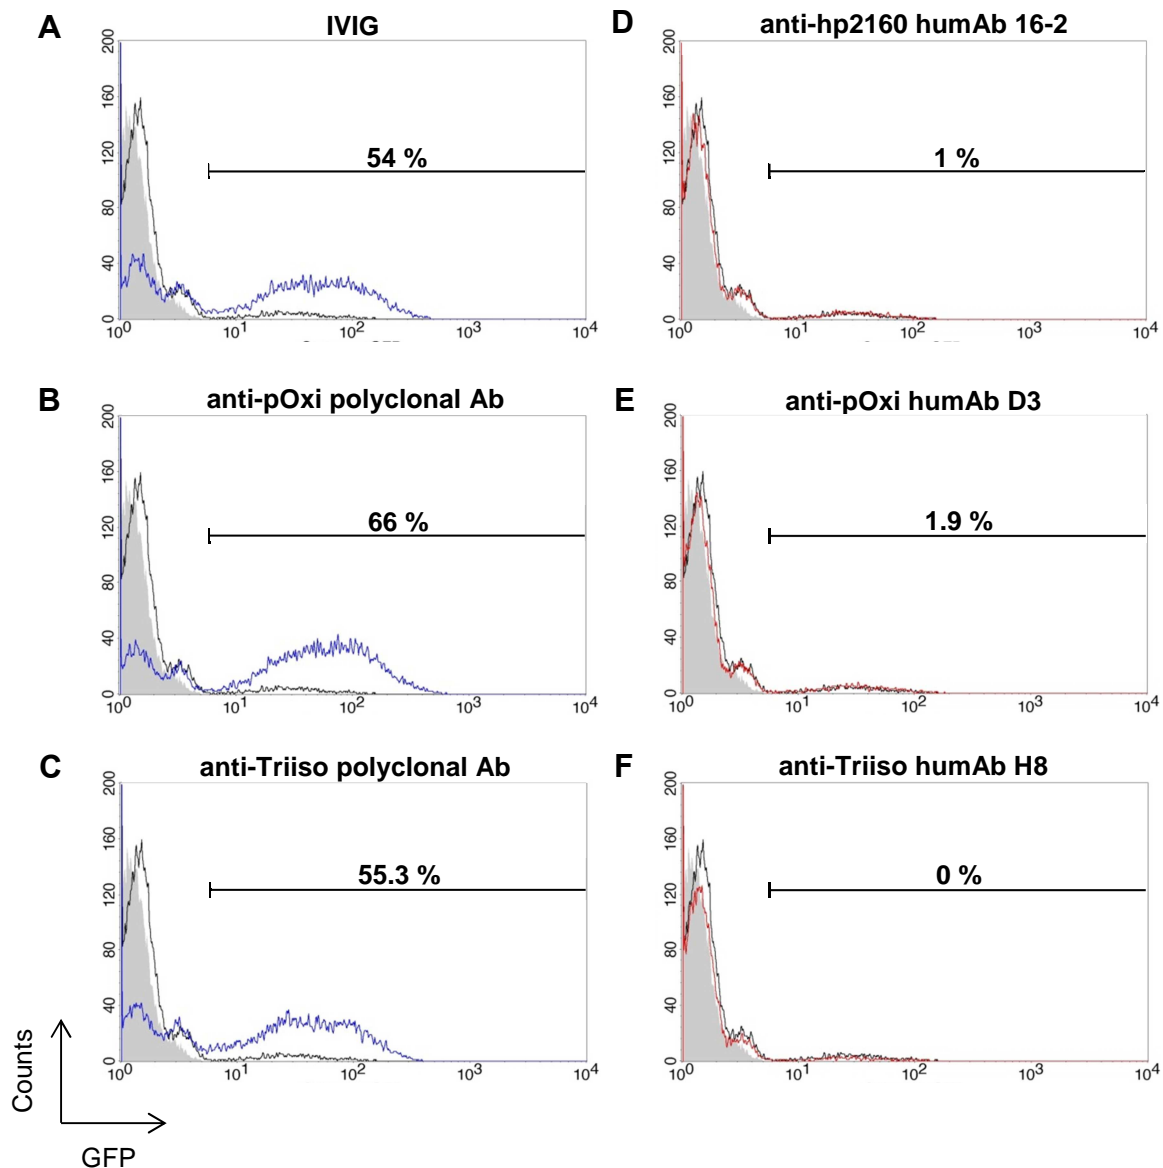 A
IVIG
200
160
120
80
40
0
54 %
10⁰ 10¹ 10² 10³ 10⁴
D
anti-hp2160 humAb 16-2
200
160
120
80
40
0
1 %
10⁰ 10¹ 10² 10³ 10⁴
B
anti-pOxi polyclonal Ab
200
160
120
80
40
0
66 %
10⁰ 10¹ 10² 10³ 10⁴
E
anti-pOxi humAb D3
200
160
120
80
40
0
1.9 %
10⁰ 10¹ 10² 10³ 10⁴
C
anti-Triiso polyclonal Ab
200
160
120
80
40
0
55.3 %
10⁰ 10¹ 10² 10³ 10⁴
F
anti-Triiso humAb H8
200
160
120
80
40
0
0 %
10⁰ 10¹ 10² 10³ 10⁴
Counts
GFP